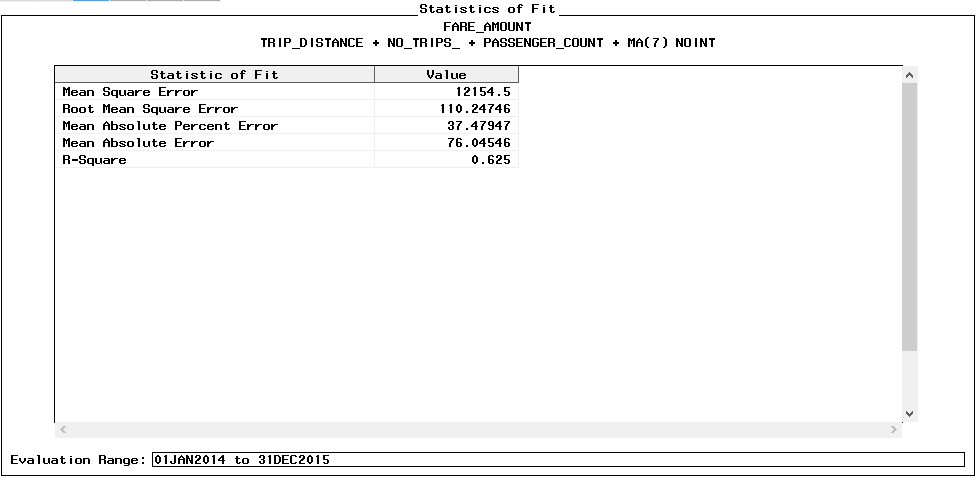 Statistics of Fit
FARE_AMOUNT
TRIP_DISTANCE + NO_TRIPS_ + PASSENGER_COUNT + MA(7) NOINT
Statistic of Fit Value
Mean Square Error 12154.5
Root Mean Square Error 110.24746
Mean Absolute Percent Error 37.47947
Mean Absolute Error 76.04546
R-Square 0.625
Evaluation Range: 01JAN2014 to 31DEC2015